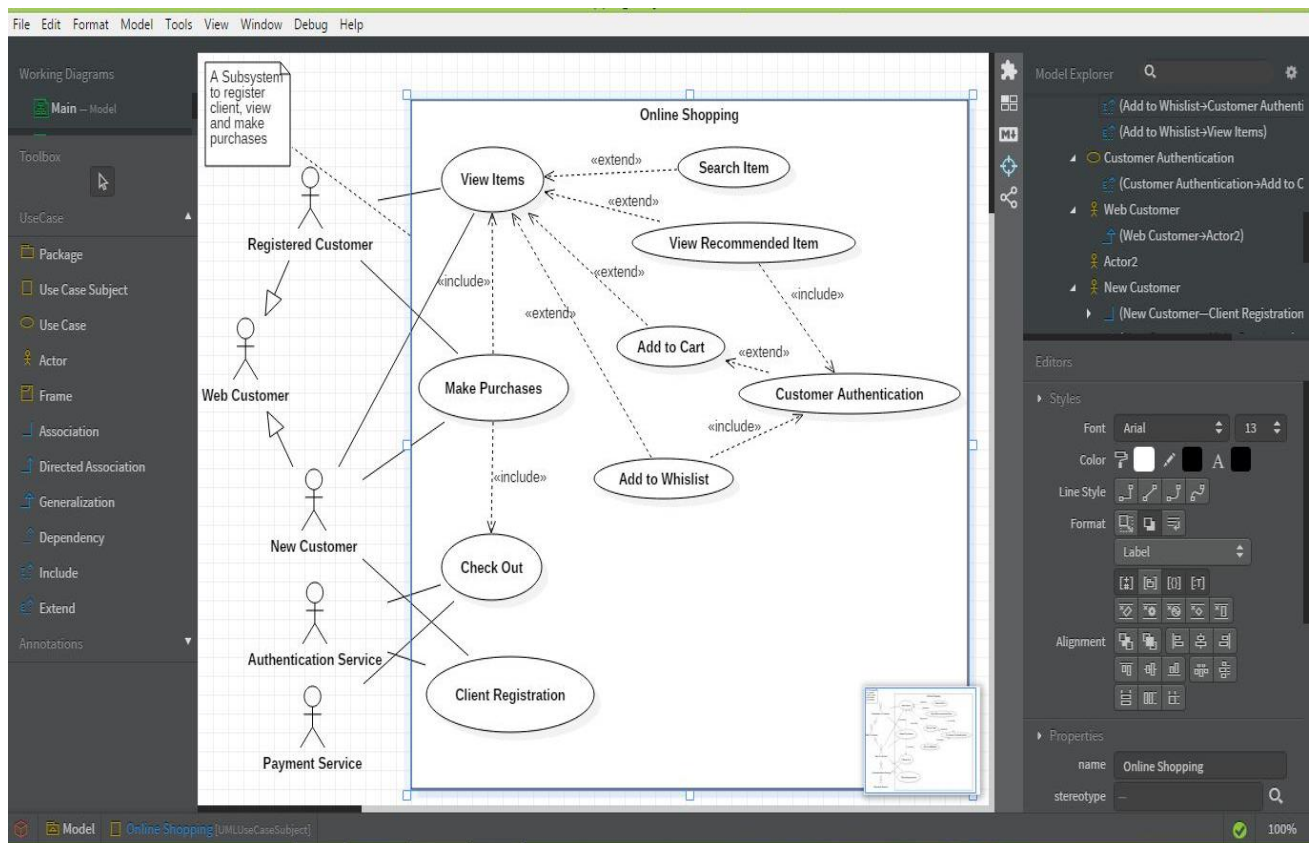 File Edit Format Model Tools View Window Debug Help
Working Diagrams
Main — Model
Toolbox
UseCase
Package
Use Case Subject
Use Case
Actor
Frame
Association
Directed Association
Generalization
Dependency
Include
Extend
Annotations
A Subsystem
to register
client, view
and make
purchases
Online Shopping
View Items
«extend»
Search Item
«extend»
View Recommended Item
Registered Customer
«include»
«extend»
«include»
«extend»
Add to Cart
«extend»
Web Customer
Make Purchases
Customer Authentication
«include»
«include»
Add to Whislist
New Customer
Check Out
Authentication Service
Client Registration
Payment Service
Model Explorer
(Add to Whislist→Customer Authenti
(Add to Whislist→View Items)
Customer Authentication
(Customer Authentication→Add to C
Web Customer
(Web Customer→Actor2)
Actor2
New Customer
(New Customer—Client Registration
Editors
Styles
Font Arial 13
Color A
Line Style
Format
Label
Alignment
Properties
name Online Shopping
stereotype —
Model Online Shopping [UMLUseCaseSubject] 100%